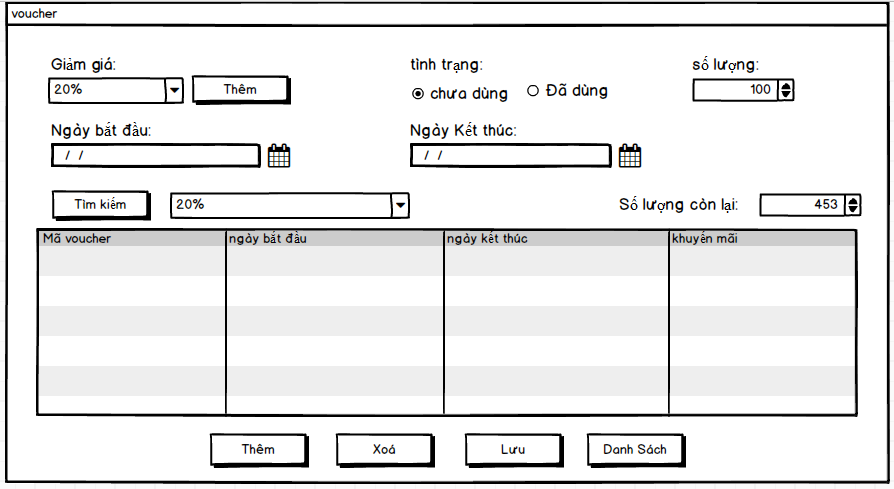 voucher
Giảm giá:
tình trạng:
số lượng:
20%
Thêm
chưa dùng
Đã dùng
100
Ngày bắt đầu:
Ngày Kết thúc:
/ /
/ /
Tìm kiếm
20%
Số lượng còn lại:
453
Mã voucher
ngày bắt đầu
ngày kết thúc
khuyến mãi
Thêm
Xoá
Lưu
Danh Sách